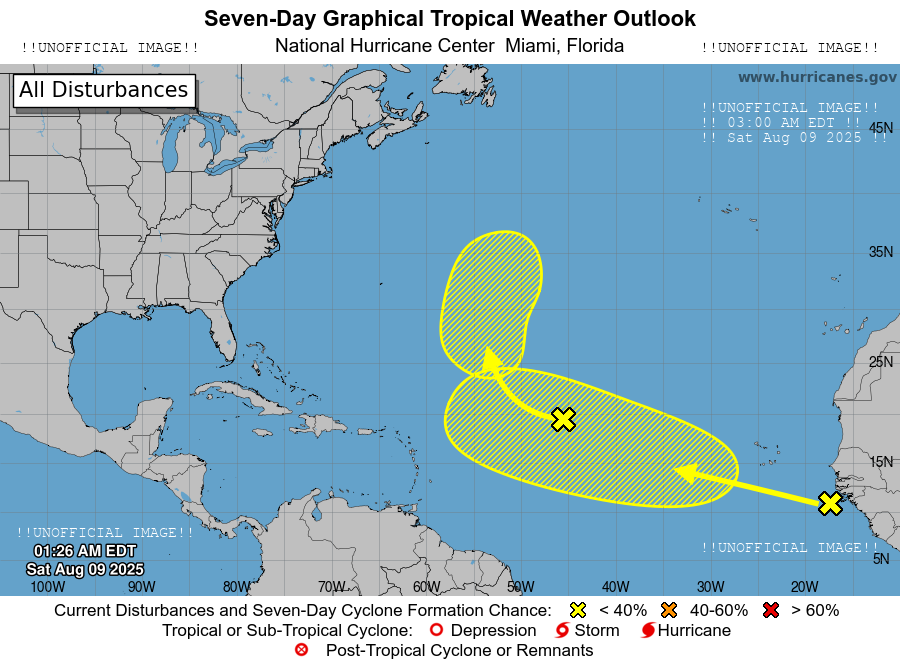 Seven-Day Graphical Tropical Weather Outlook
!!UNOFFICIAL IMAGE!! National Hurricane Center Miami, Florida !!UNOFFICIAL IMAGE!!
All Disturbances
www.hurricanes.gov
!!UNOFFICIAL IMAGE!!
!! 03:00 AM EDT !!
!! Sat Aug 09 2025 !!
45N
35N
25N
15N
!!UNOFFICIAL IMAGE!!
01:26 AM EDT
Sat Aug 09 2025
!!UNOFFICIAL IMAGE!!
5N
100W 90W 80W 70W 60W 50W 40W 30W 20W
Current Disturbances and Seven-Day Cyclone Formation Chance: < 40% 40-60% > 60%
Tropical or Sub-Tropical Cyclone: Depression Storm Hurricane
Post-Tropical Cyclone or Remnants